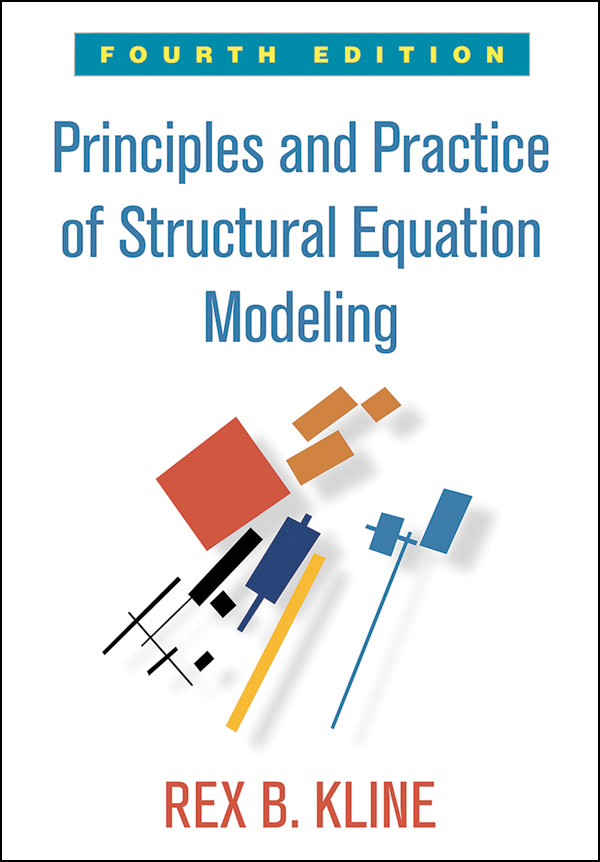 FOURTH EDITION
Principles and Practice
of Structural Equation
Modeling
REX B. KLINE